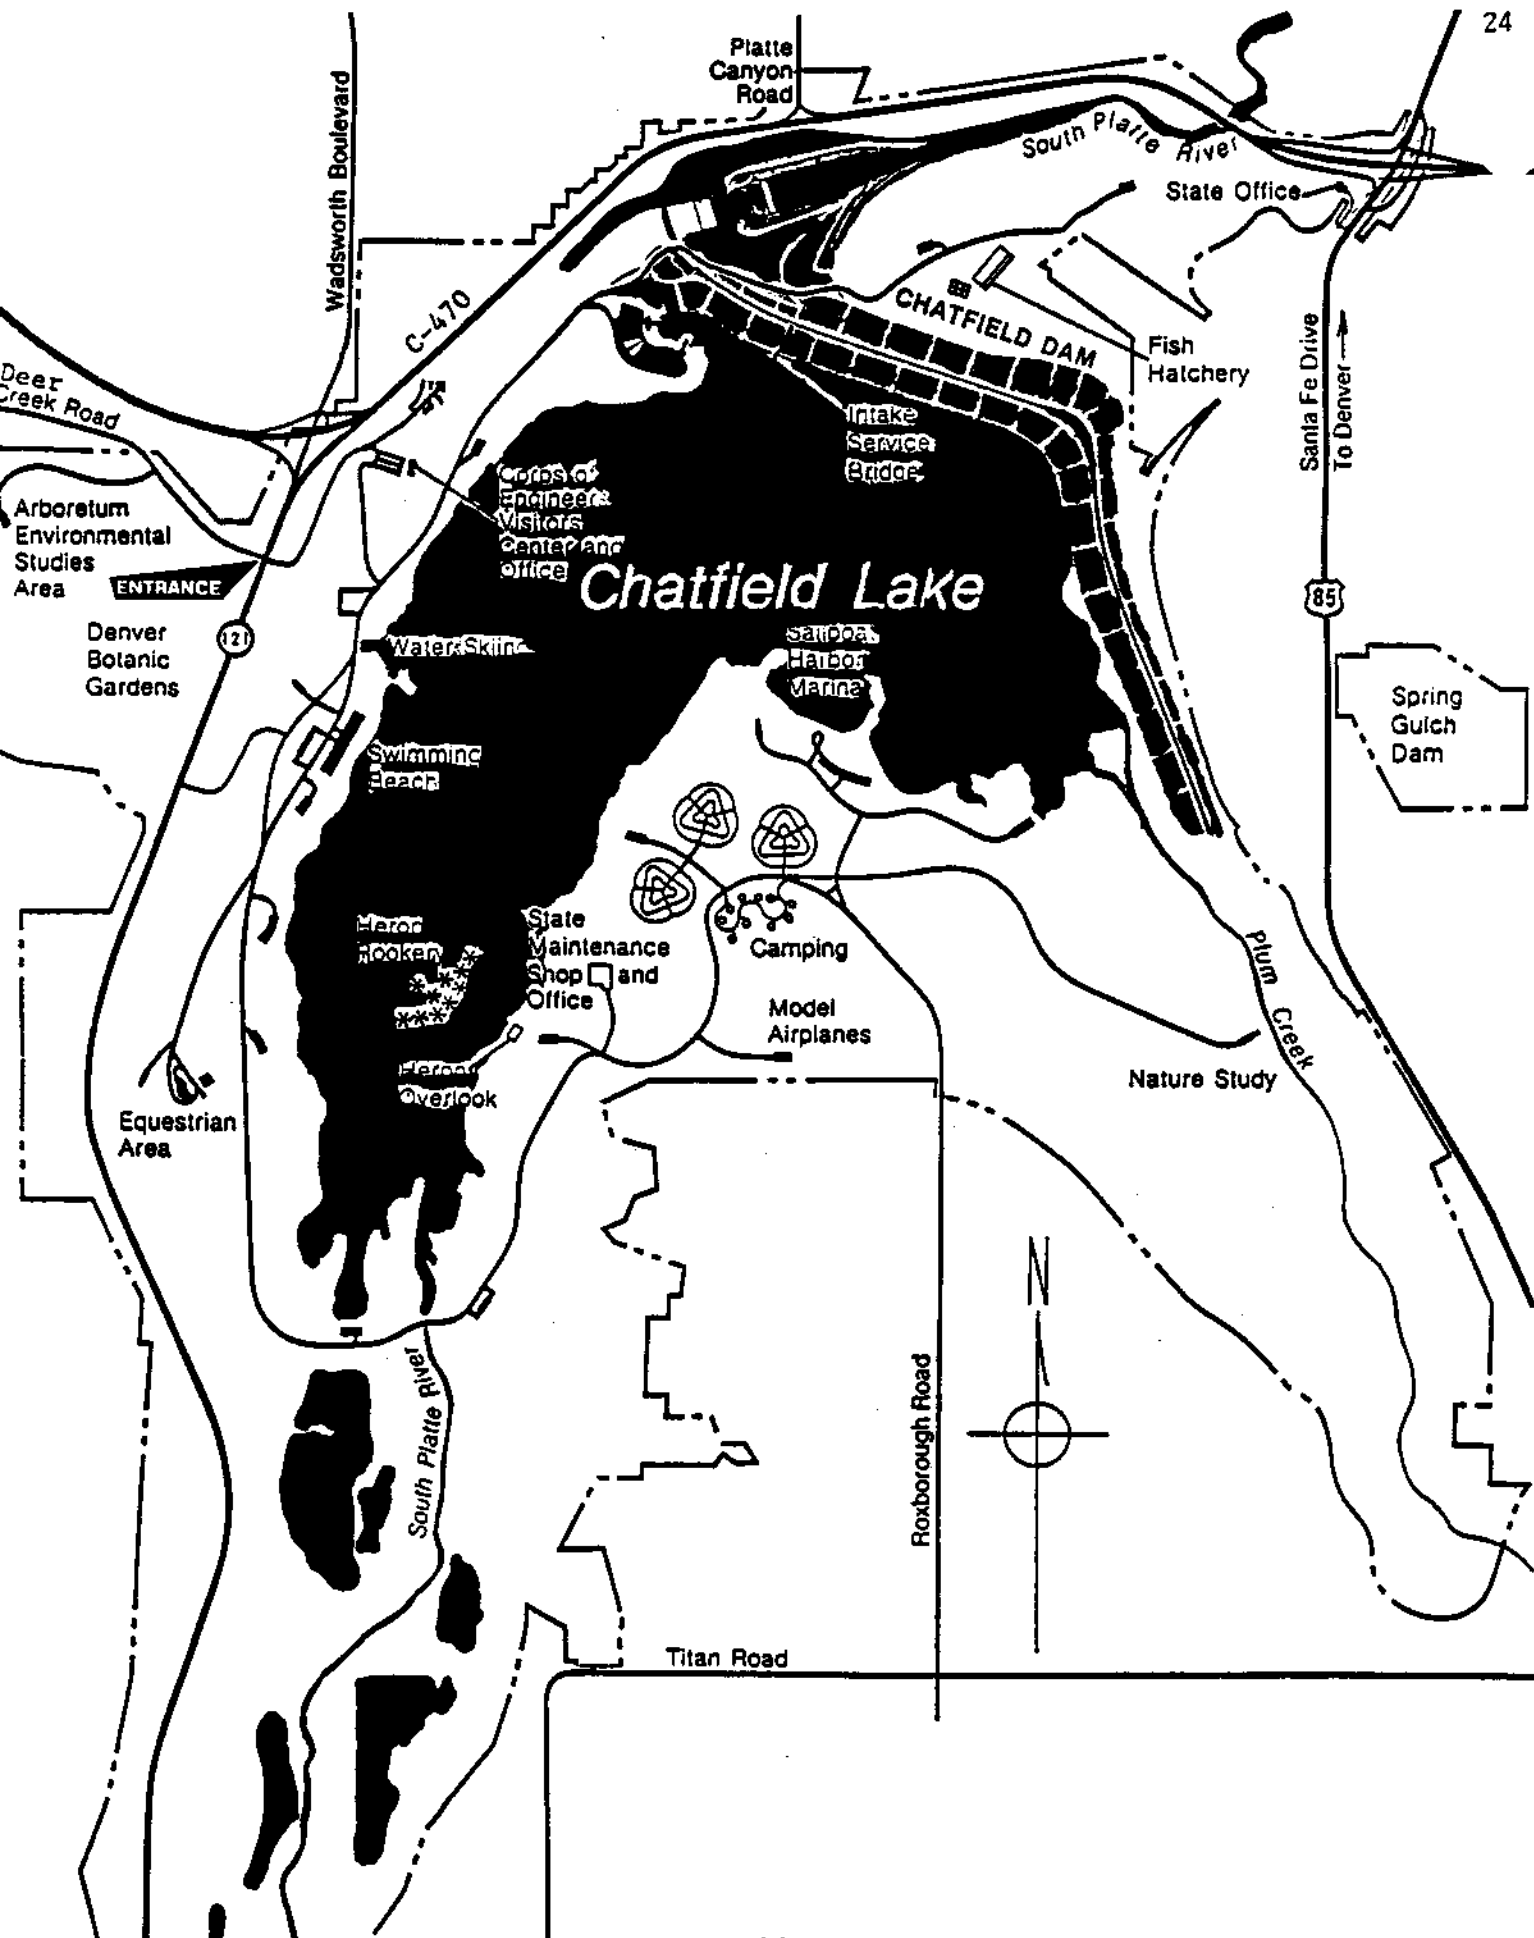 24
Platte
Canyon
Road
Wadsworth Boulevard
South Platte River
State Office
C-470
CHATFIELD DAM
Fish
Hatchery
Santa Fe Drive
To Denver
Deer
Creek Road
Intake
Service
Bridge
Corps of
Engineers
Visitors
Center and
Office
Arboretum
Environmental
Studies
Area
ENTRANCE
Chatfield Lake
85
Denver
Botanic
Gardens
121
Water Skiing
Sailboat
Harbor
Marina
Spring
Gulch
Dam
Swimming
Beach
Heron
Rookery
State
Maintenance
Shop and
Office
Camping
Model
Airplanes
Plum Creek
Heron
Overlook
Nature Study
Equestrian
Area
N
South Platte River
Roxborough Road
Titan Road